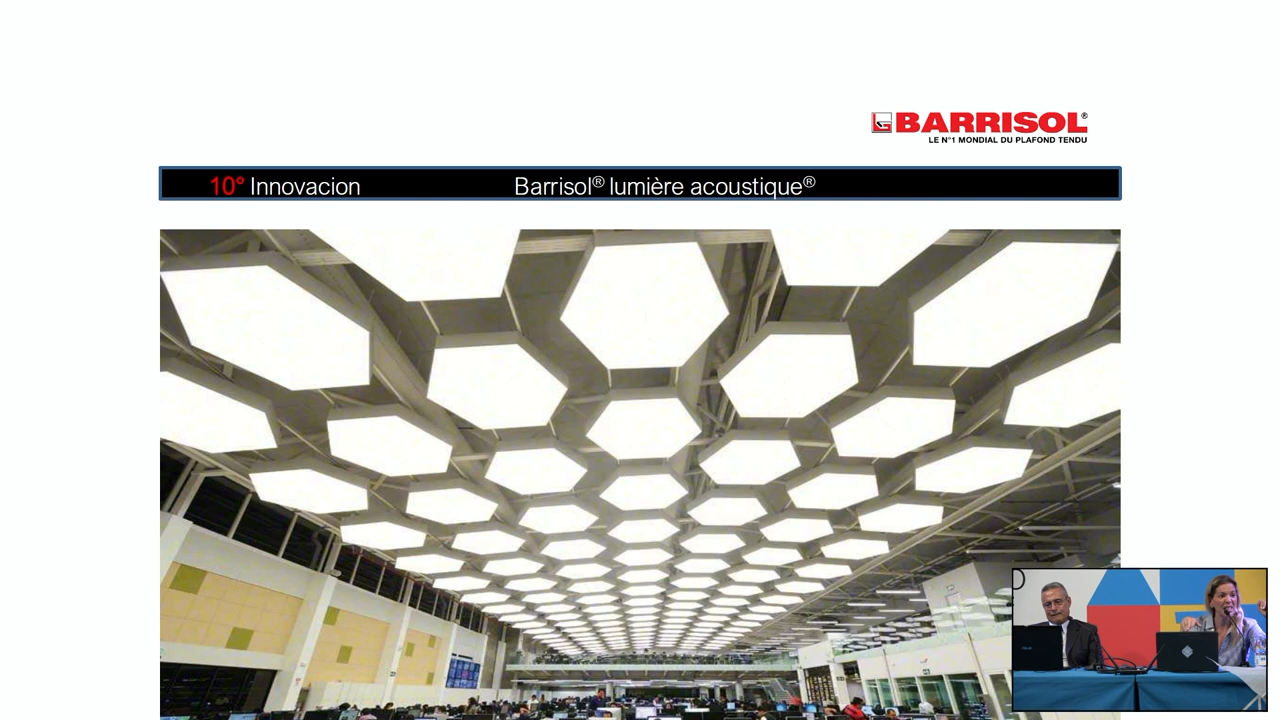 BARRISOL®
LE N°1 MONDIAL DU PLAFOND TENDU
10° Innovacion Barrisol® lumière acoustique®